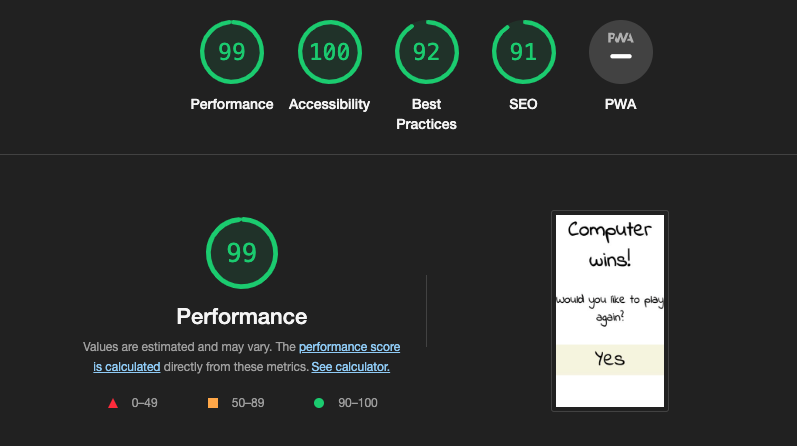 99 100 92 91 PWA
Performance Accessibility Best SEO PWA
Practices
99
Performance
Values are estimated and may vary. The performance score
is calculated directly from these metrics. See calculator.
0–49 50–89 90–100
Computer
wins!
would you like to play
again?
Yes